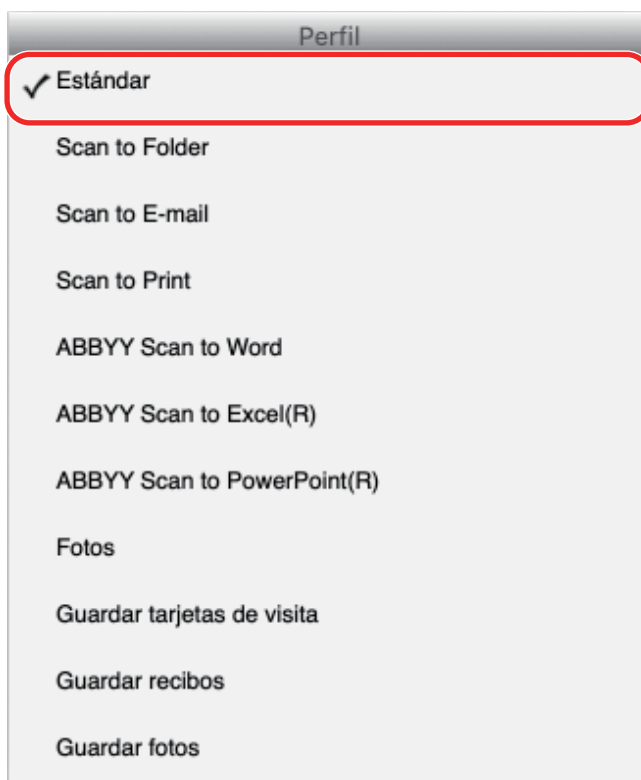 Perfil
Estándar
Scan to Folder
Scan to E-mail
Scan to Print
ABBYY Scan to Word
ABBYY Scan to Excel(R)
ABBYY Scan to PowerPoint(R)
Fotos
Guardar tarjetas de visita
Guardar recibos
Guardar fotos